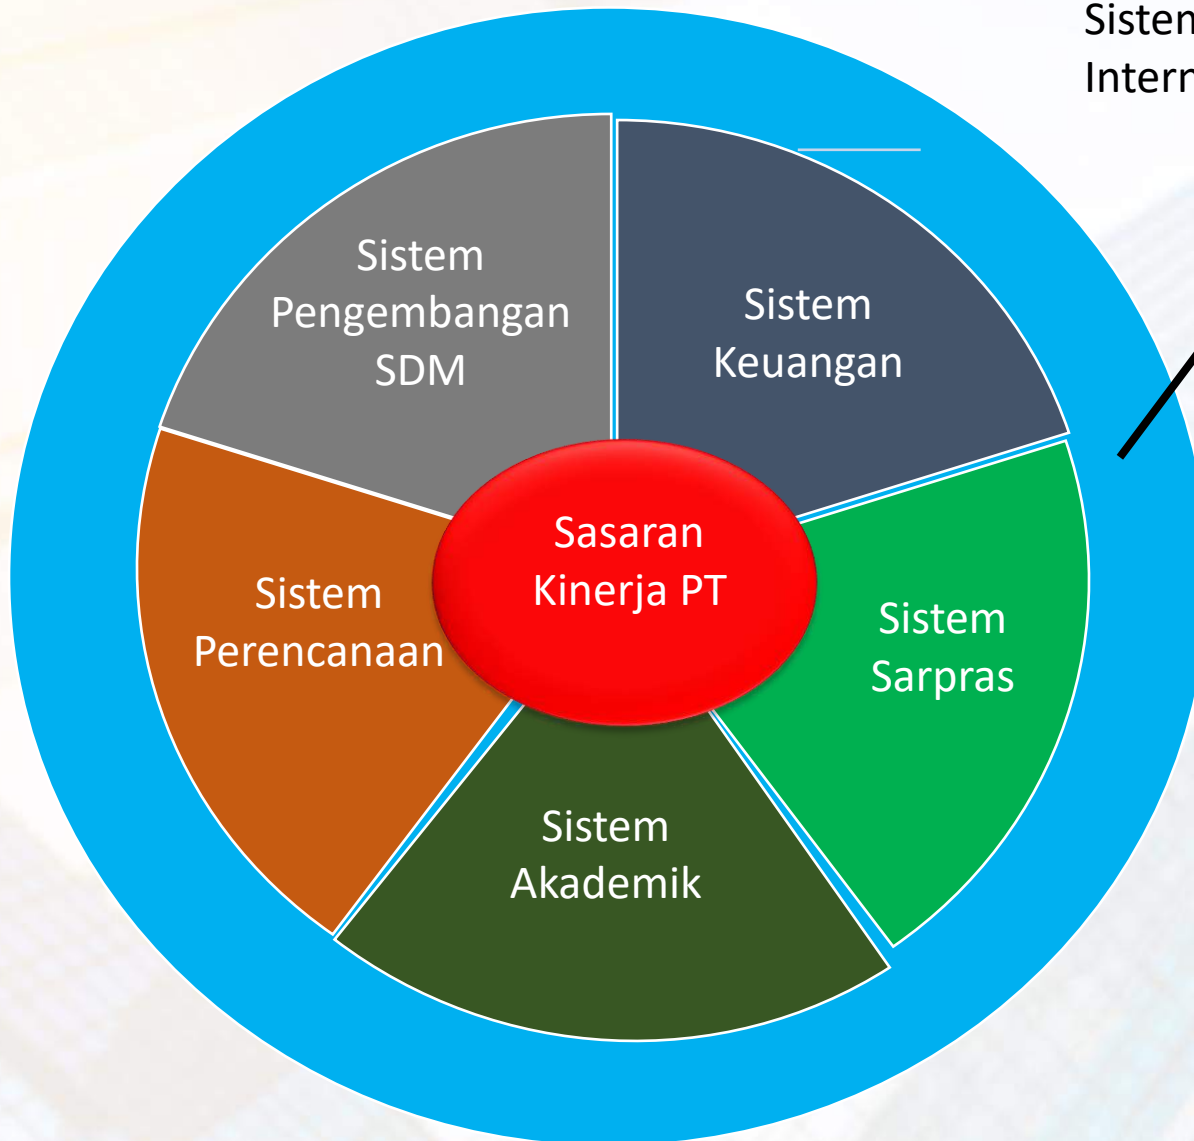 Sistem
Pengembangan
SDM
Sistem
Keuangan
Sasaran
Kinerja PT
Sistem
Perencanaan
Sistem
Sarpras
Sistem
Akademik